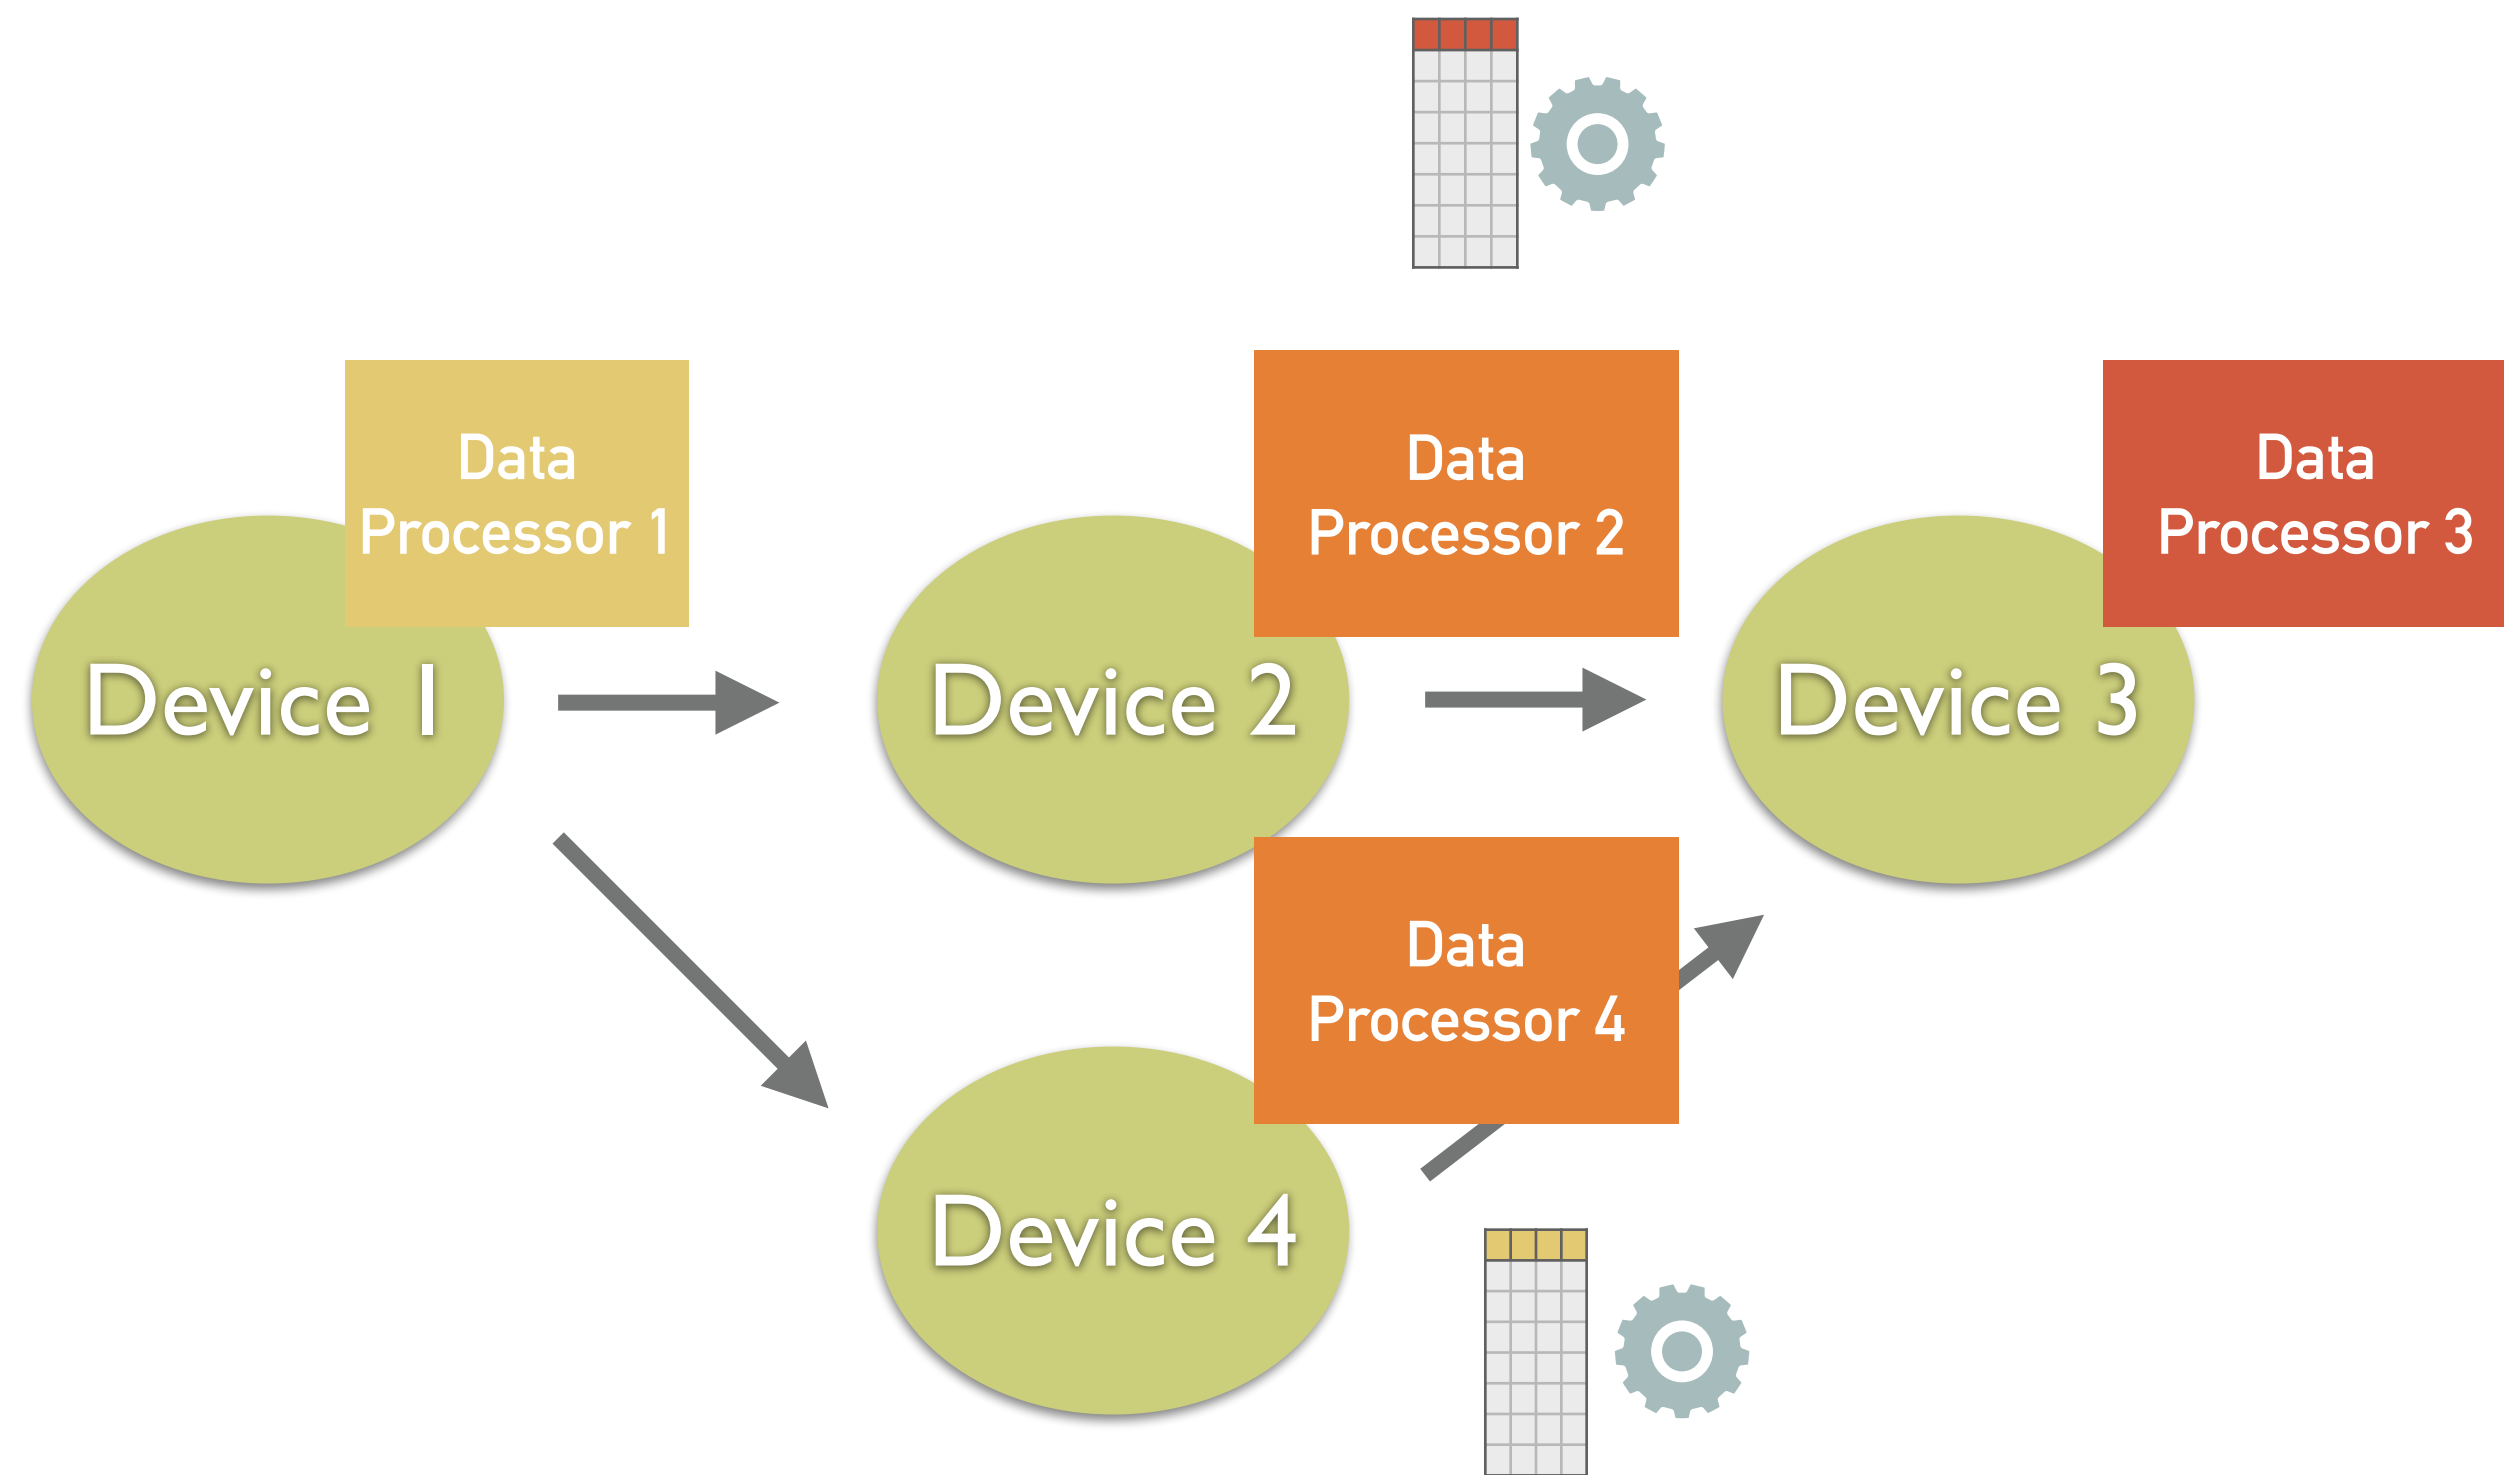 Data
Processor 1
Device 1
Data
Processor 2
Device 2
Data
Processor 3
Device 3
Data
Processor 4
Device 4